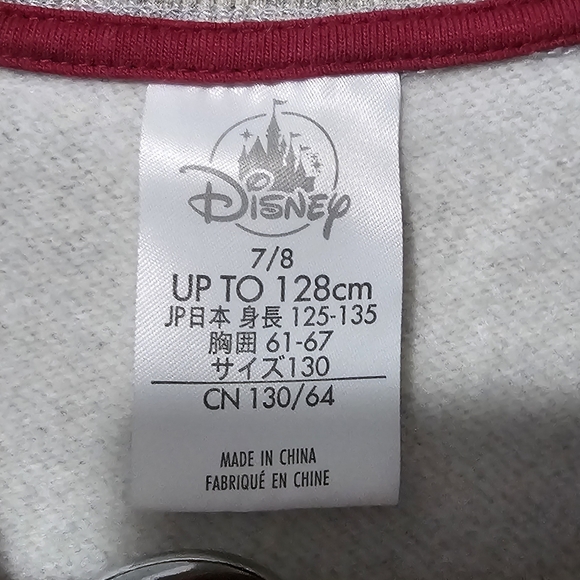 Disney
7/8
UP TO 128cm
JP日本 身長 125-135
胸囲 61-67
サイズ130
CN 130/64
MADE IN CHINA
FABRIQUÉ EN CHINE